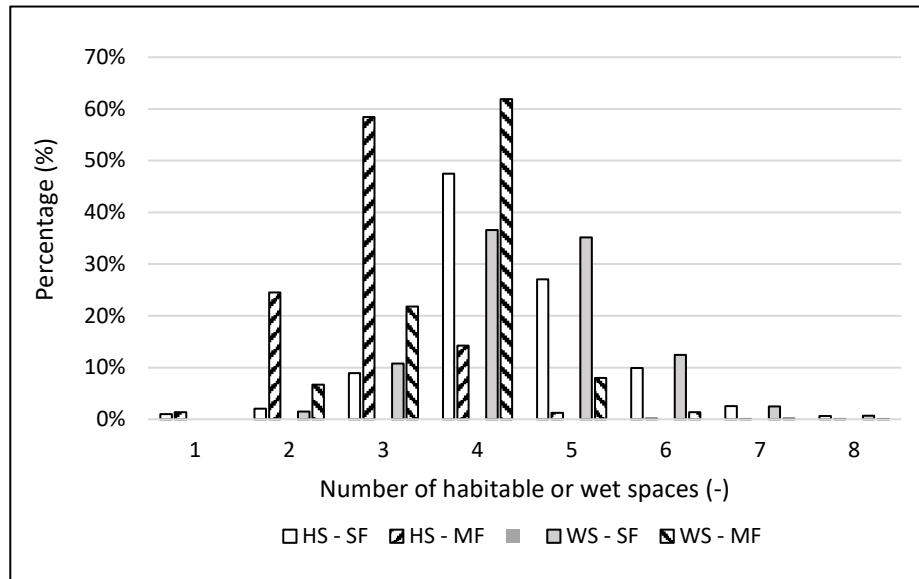 70%
60%
50%
40%
30%
20%
10%
0%
Percentage (%)
1 2 3 4 5 6 7 8
Number of habitable or wet spaces (-)
HS - SF HS - MF WS - SF WS - MF